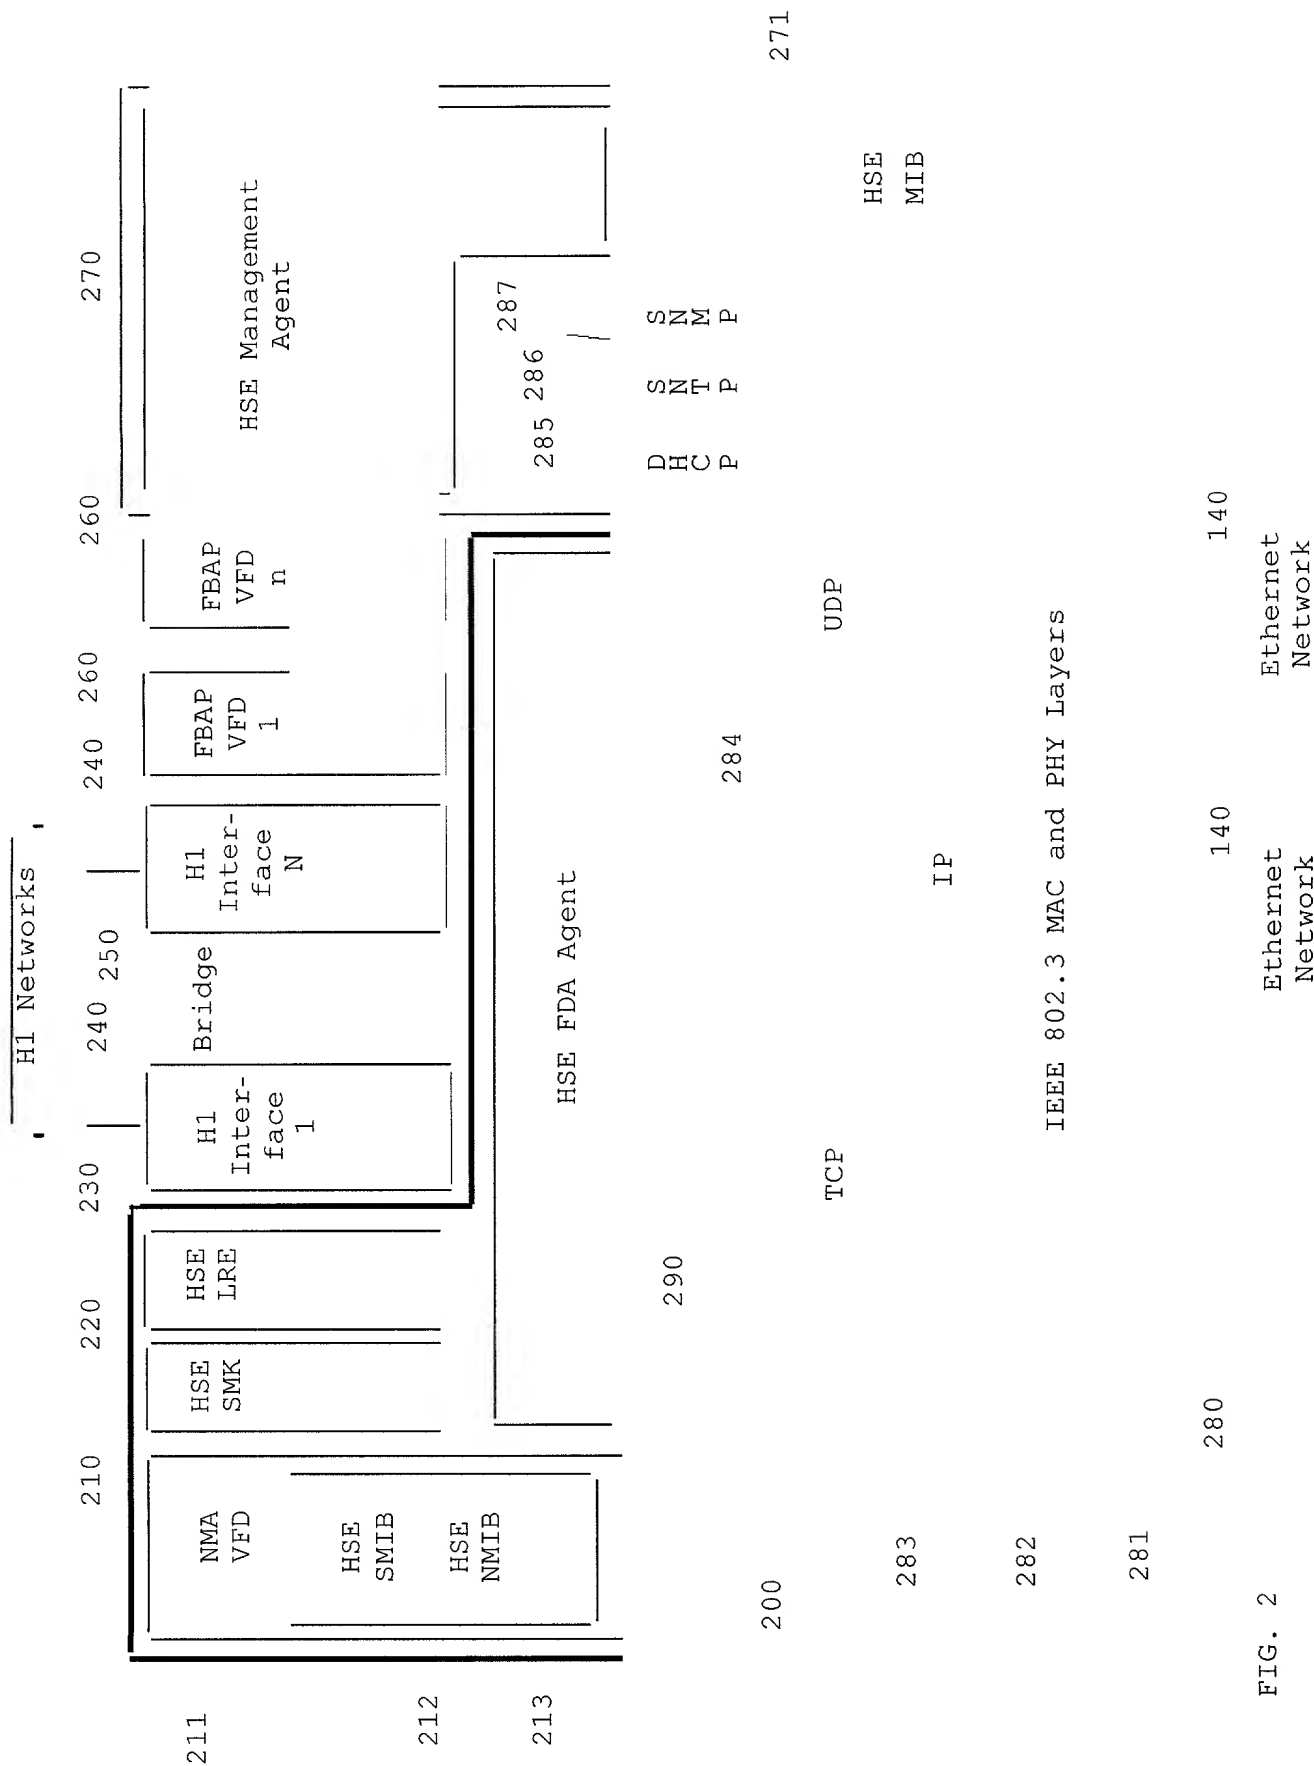 H1 Networks
210
220
230
240
250
240
260
260
270
211
NMA
VFD
HSE
SMK
HSE
LRE
H1
Inter-
face
1
Bridge
H1
Inter-
face
N
FBAP
VFD
1
FBAP
VFD
n
HSE Management
Agent
HSE
SMIB
212
HSE
NMIB
213
HSE FDA Agent
285
286
287
DHCP
SNTP
SNMP
290
284
200
271
TCP
UDP
HSE
MIB
283
IP
282
IEEE 802.3 MAC and PHY Layers
281
280
140
140
Ethernet
Network
Ethernet
Network
FIG. 2